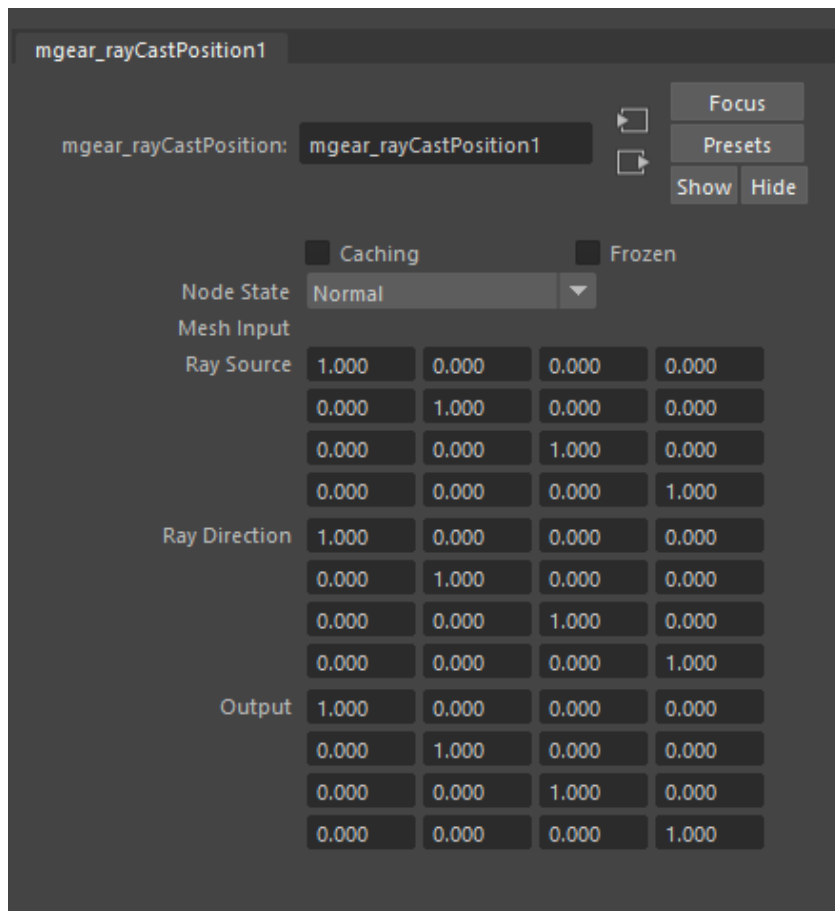 mgear_rayCastPosition1
Focus
mgear_rayCastPosition: mgear_rayCastPosition1
Presets
Show Hide
Caching Frozen
Node State Normal
Mesh Input
Ray Source 1.000 0.000 0.000 0.000
0.000 1.000 0.000 0.000
0.000 0.000 1.000 0.000
0.000 0.000 0.000 1.000
Ray Direction 1.000 0.000 0.000 0.000
0.000 1.000 0.000 0.000
0.000 0.000 1.000 0.000
0.000 0.000 0.000 1.000
Output 1.000 0.000 0.000 0.000
0.000 1.000 0.000 0.000
0.000 0.000 1.000 0.000
0.000 0.000 0.000 1.000